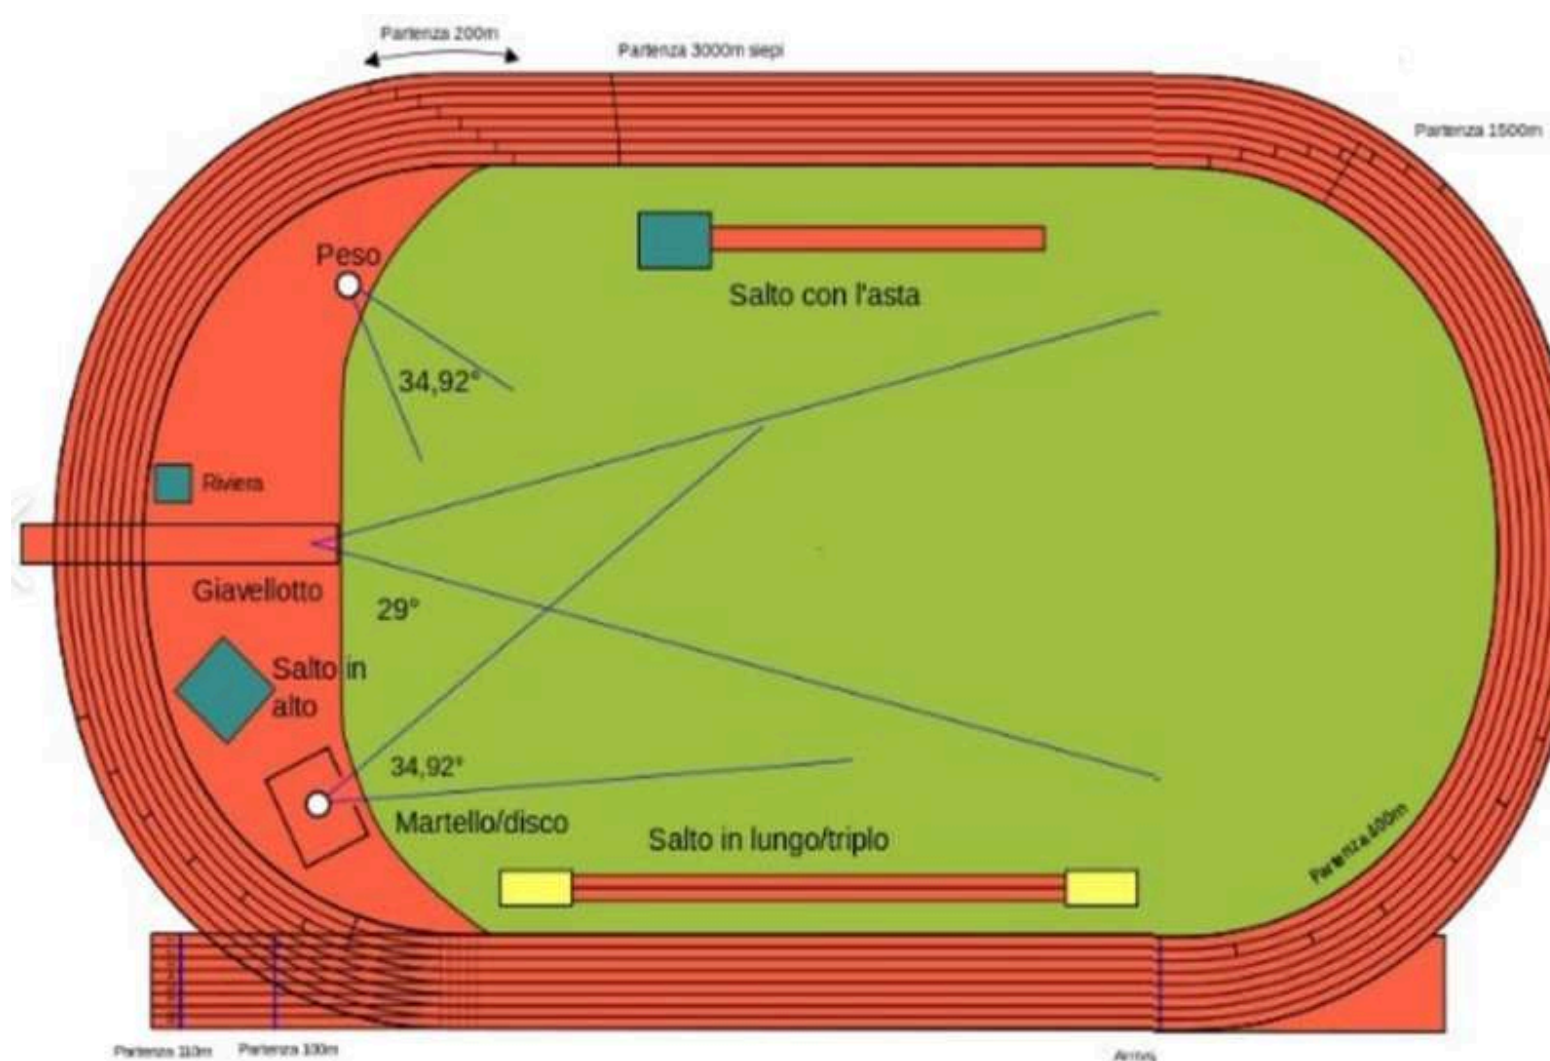 Partenza 200m
Partenza 3000m siepi
Partenza 1500m
Peso
Salto con l'asta
34,92°
Riviera
Giavellotto
29°
Salto in
alto
34,92°
Martello/disco
Salto in lungo/triplo
Partenza 400m
Partenza 110m
Partenza 100m
Arrivo